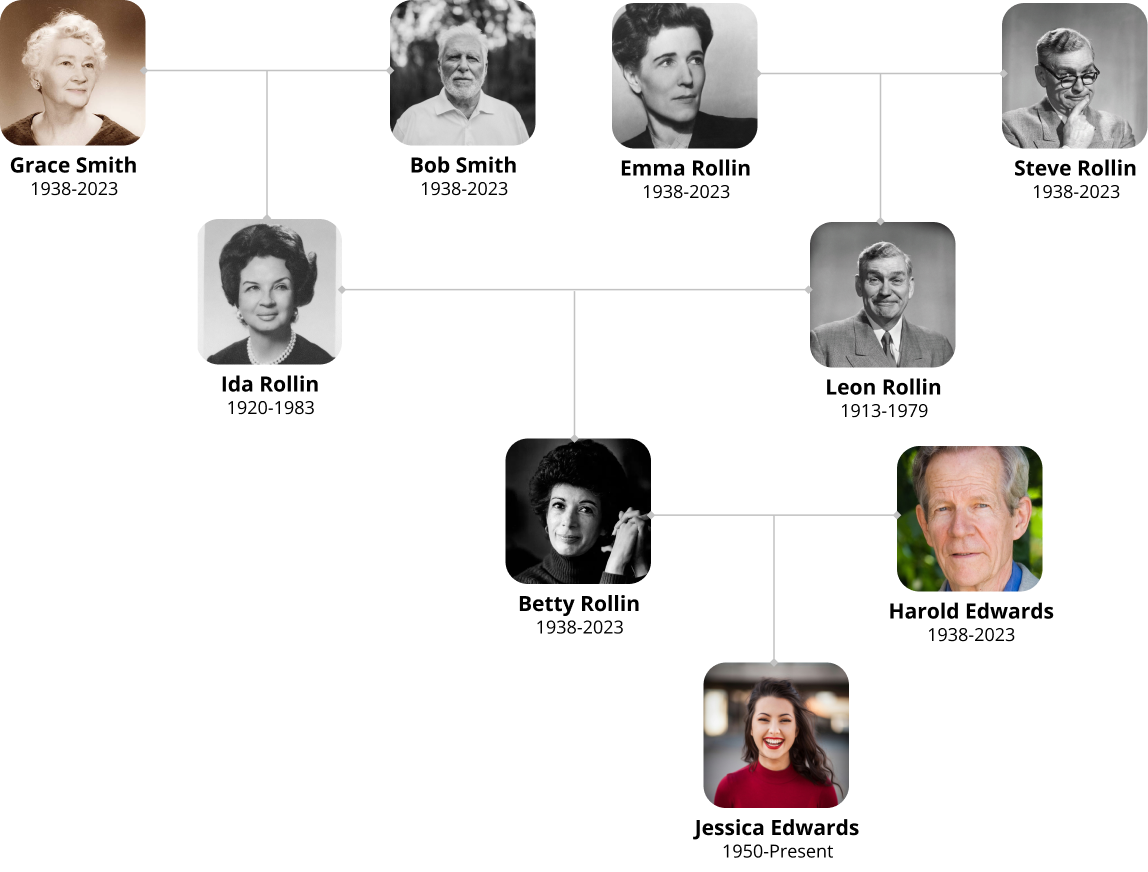 Grace Smith
1938-2023
Bob Smith
1938-2023
Emma Rollin
1938-2023
Steve Rollin
1938-2023
Ida Rollin
1920-1983
Leon Rollin
1913-1979
Betty Rollin
1938-2023
Harold Edwards
1938-2023
Jessica Edwards
1950-Present